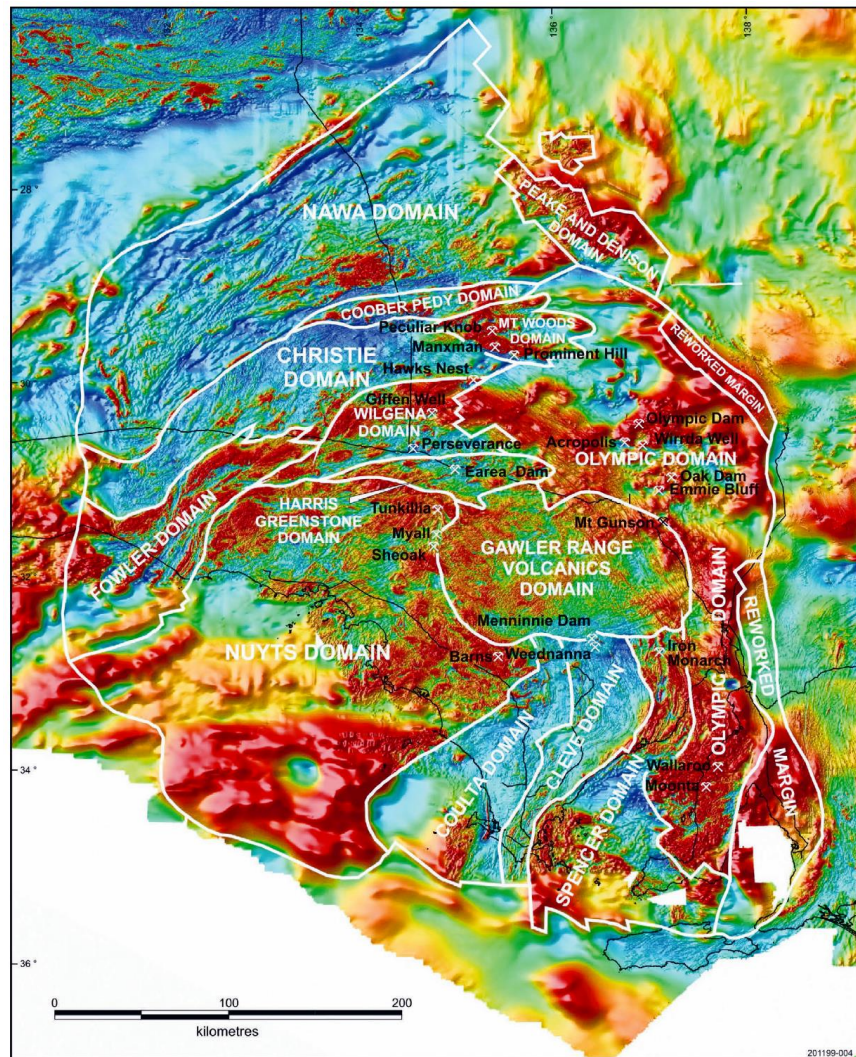 132
134
136
138
28 °
NAWA DOMAIN
PEAKE AND DENISON
DOMAIN
COOBER PEDY DOMAIN
Peculiar Knob
MT WOODS
DOMAIN
Manxman
Prominent Hill
REWORKED MARGIN
CHRISTIE
DOMAIN
Hawks Nest
30
Giffen Well
WILGENA
DOMAIN
Olympic Dam
Perseverance
Acropolis
Wirrda Well
OLYMPIC DOMAIN
Earea Dam
Oak Dam
Emmie Bluff
FOWLER DOMAIN
HARRIS
GREENSTONE
DOMAIN
Tunkillia
Myall
Sheoak
Mt Gunson
GAWLER RANGE
VOLCANICS
DOMAIN
32
OLYMPIC DOMAIN
REWORKED
MARGIN
Menninnie Dam
NUYTS DOMAIN
Barns
Weednanna
Iron
Monarch
COULTA DOMAIN
CLEVE DOMAIN
SPENCER DOMAIN
34 °
Wallaroo
Moonta
36 °
0 100 200
kilometres
201199-004